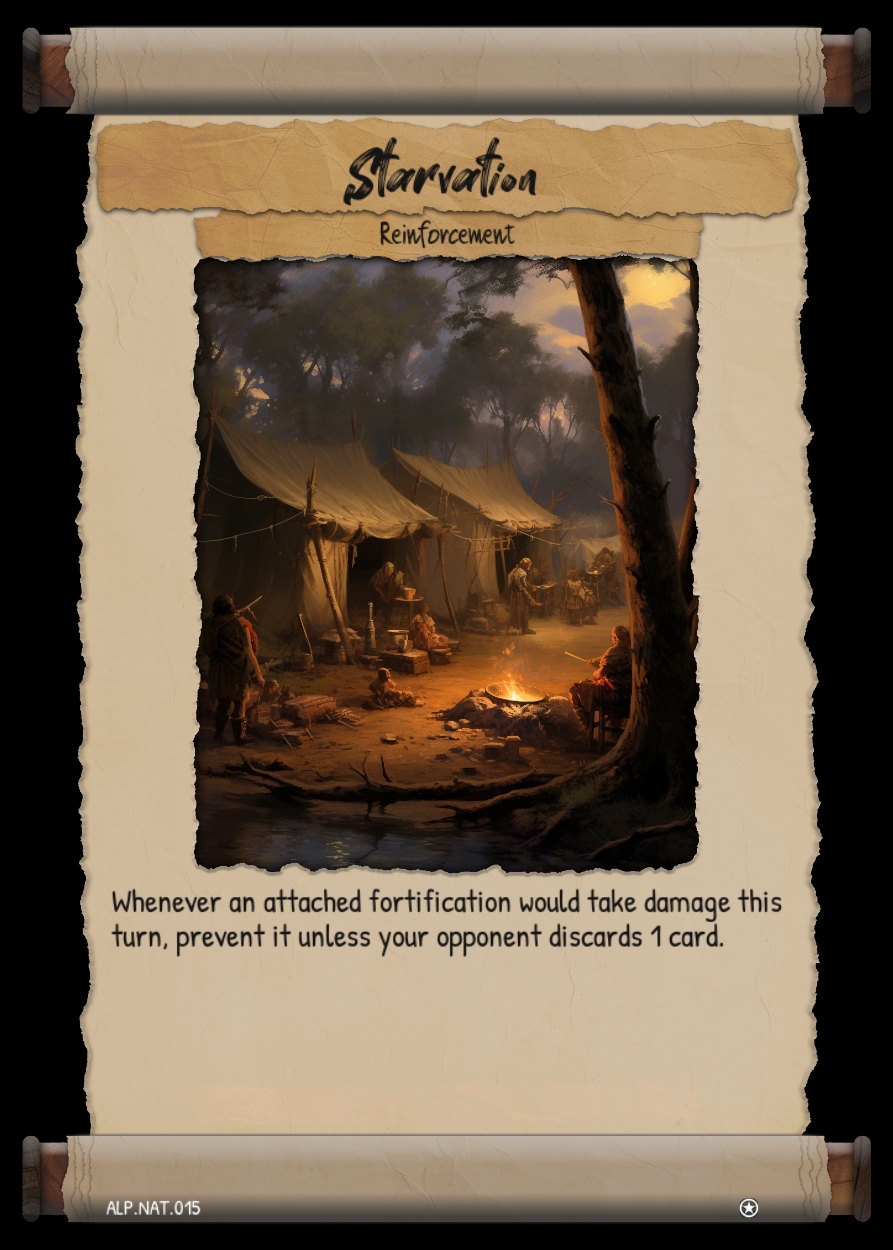 Starvation
Reinforcement
Whenever an attached fortification would take damage this
turn, prevent it unless your opponent discards 1 card.
ALP.NAT.015